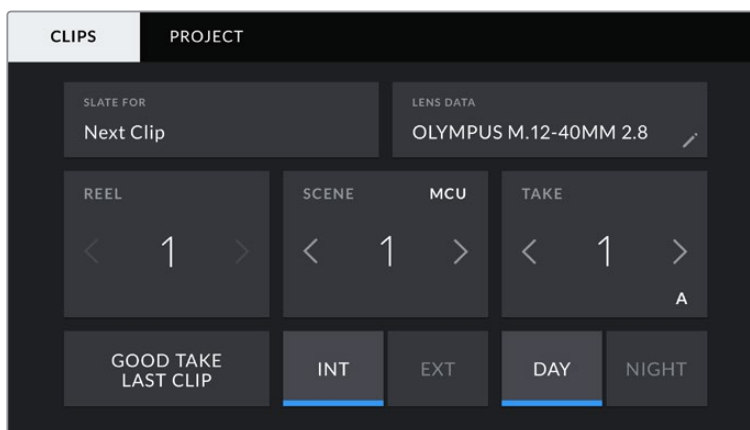 CLIPS PROJECT
SLATE FOR
Next Clip
LENS DATA
OLYMPUS M.12-40MM 2.8
REEL
1
SCENE MCU
1
TAKE
1
A
GOOD TAKE
LAST CLIP
INT EXT
DAY NIGHT